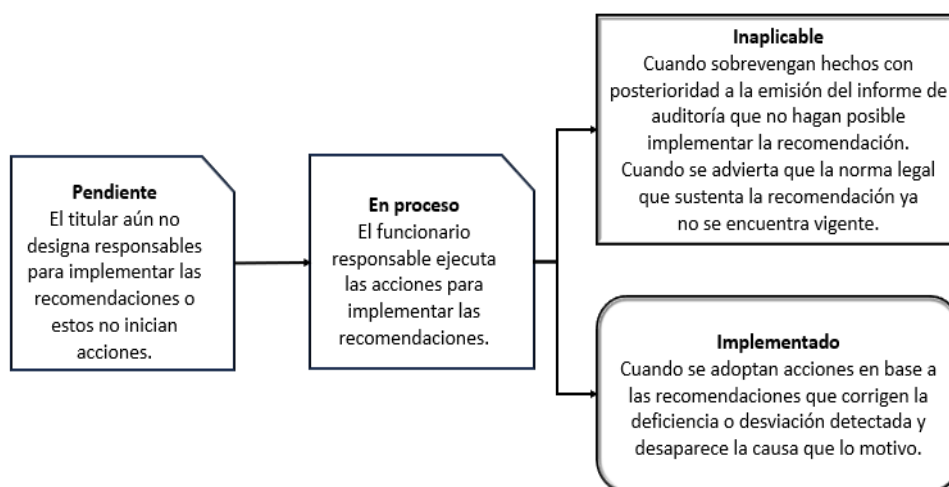 Pendiente
El titular aún no
designa responsables
para implementar las
recomendaciones o
estos no inician
acciones.
En proceso
El funcionario
responsable ejecuta
las acciones para
implementar las
recomendaciones.
Inaplicable
Cuando sobrevengan hechos con
posterioridad a la emisión del informe de
auditoría que no hagan posible
implementar la recomendación.
Cuando se advierta que la norma legal
que sustenta la recomendación ya
no se encuentra vigente.
Implementado
Cuando se adoptan acciones en base a
las recomendaciones que corrigen la
deficiencia o desviación detectada y
desaparece la causa que lo motivo.